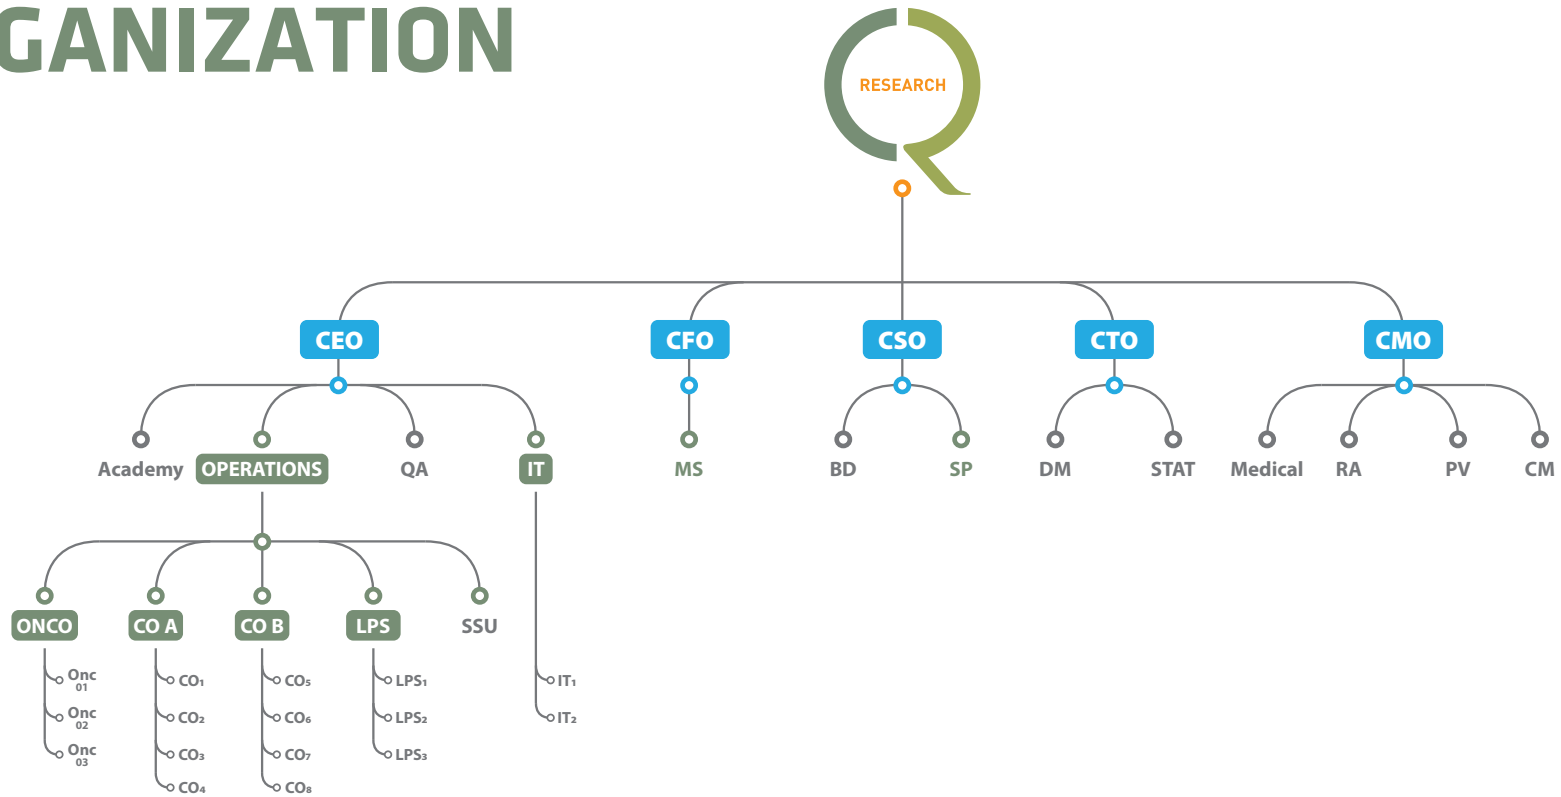 GANIZATION
RESEARCH
CEO
CFO
CSO
CTO
CMO
Academy
OPERATIONS
QA
IT
MS
BD
SP
DM
STAT
Medical
RA
PV
CM
ONCO
CO A
CO B
LPS
SSU
Onc
01
Onc
02
Onc
03
CO₁
CO₂
CO₃
CO₄
CO₅
CO₆
CO₇
CO₈
LPS₁
LPS₂
LPS₃
IT₁
IT₂